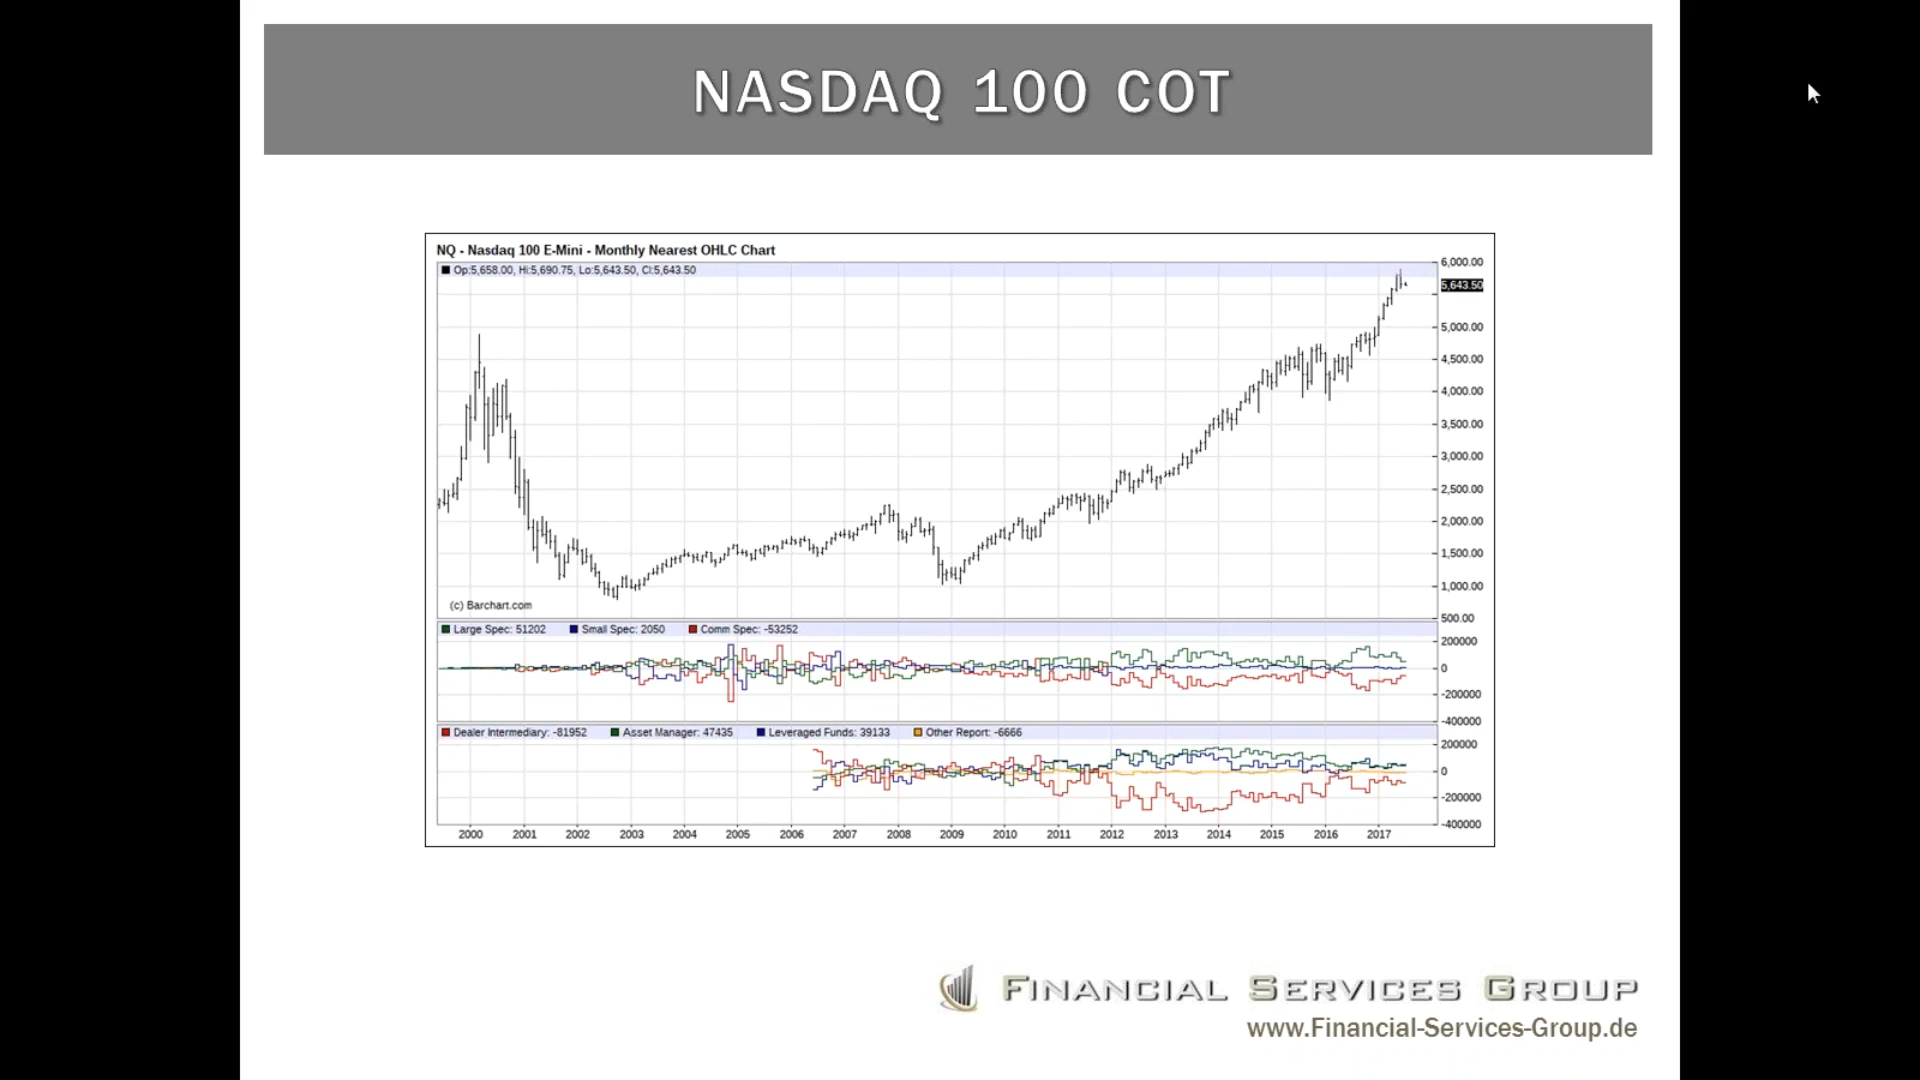 NASDAQ 100 COT
NQ - Nasdaq 100 E-Mini - Monthly Nearest OHLC Chart
Op:5,658.00, Hi:5,690.75, Lo:5,643.50, Cl:5,643.50
6,000.00
5,643.50
5,000.00
4,500.00
4,000.00
3,500.00
3,000.00
2,500.00
2,000.00
1,500.00
1,000.00
500.00
(c) Barchart.com
Large Spec: 51202 Small Spec: 2050 Comm Spec: -53252
200000
0
-200000
-400000
Dealer Intermediary: -81952 Asset Manager: 47435 Leveraged Funds: 39133 Other Report: -6666
200000
0
-200000
-400000
2000 2001 2002 2003 2004 2005 2006 2007 2008 2009 2010 2011 2012 2013 2014 2015 2016 2017
FINANCIAL SERVICES GROUP
www.Financial-Services-Group.de